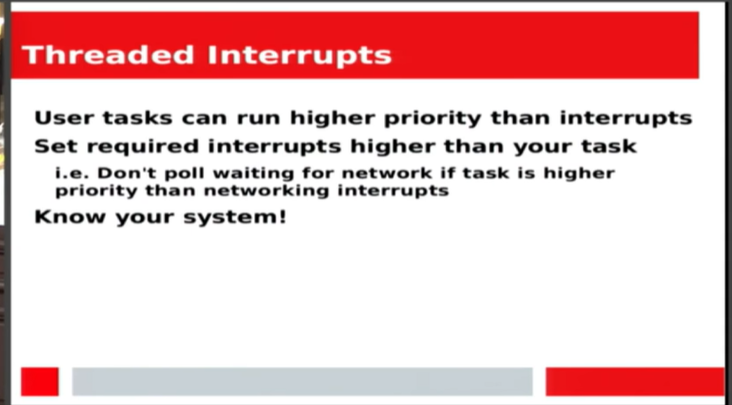 Threaded Interrupts
User tasks can run higher priority than interrupts
Set required interrupts higher than your task
i.e. Don't poll waiting for network if task is higher
priority than networking interrupts
Know your system!